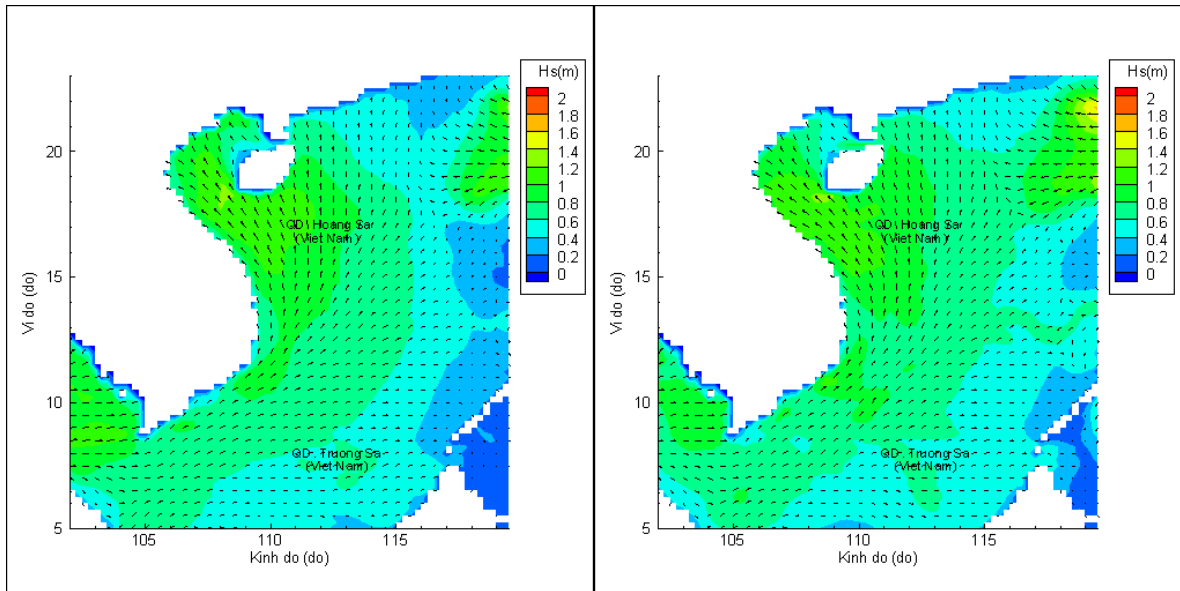 Hs(m)
2
1.8
1.6
1.4
1.2
1
0.8
0.6
0.4
0.2
0
20
15
10
5
Vi do (do)
QD. Hoang Sa
(Viet Nam)
QD. Truong Sa
(Viet Nam)
105
110
115
Kinh do (do)
Hs(m)
2
1.8
1.6
1.4
1.2
1
0.8
0.6
0.4
0.2
0
20
15
10
5
Vi do (do)
QD. Hoang Sa
(Viet Nam)
QD. Truong Sa
(Viet Nam)
105
110
115
Kinh do (do)